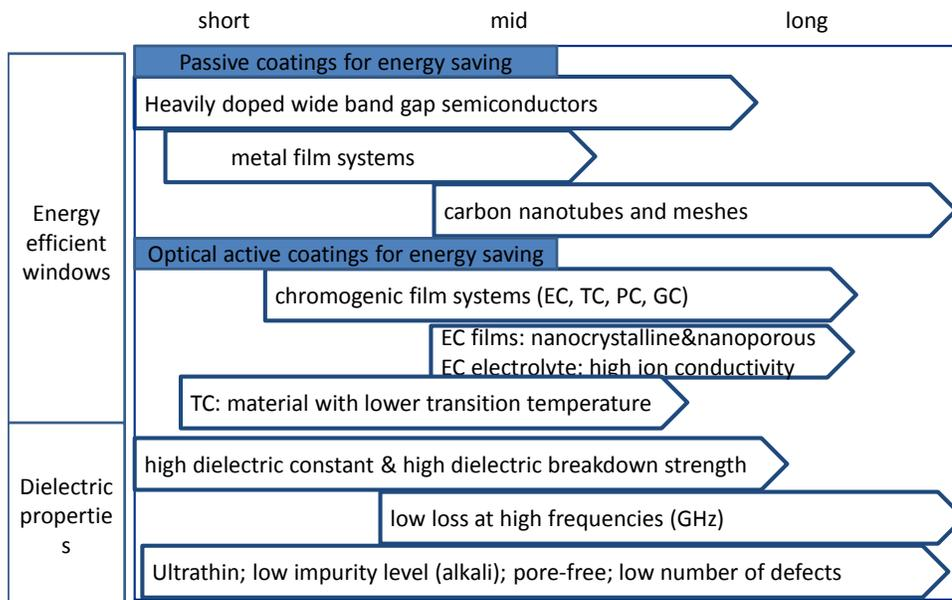 short mid long
Passive coatings for energy saving
Heavily doped wide band gap semiconductors
metal film systems
carbon nanotubes and meshes
Energy
efficient
windows
Optical active coatings for energy saving
chromogenic film systems (EC, TC, PC, GC)
EC films: nanocrystalline&nanoporous
EC electrolyte: high ion conductivity
TC: material with lower transition temperature
high dielectric constant & high dielectric breakdown strength
Dielectric
propertie
s
low loss at high frequencies (GHz)
Ultrathin; low impurity level (alkali); pore-free; low number of defects